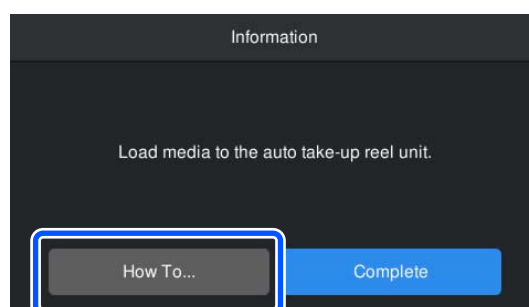 Information
Load media to the auto take-up reel unit.
How To...
Complete